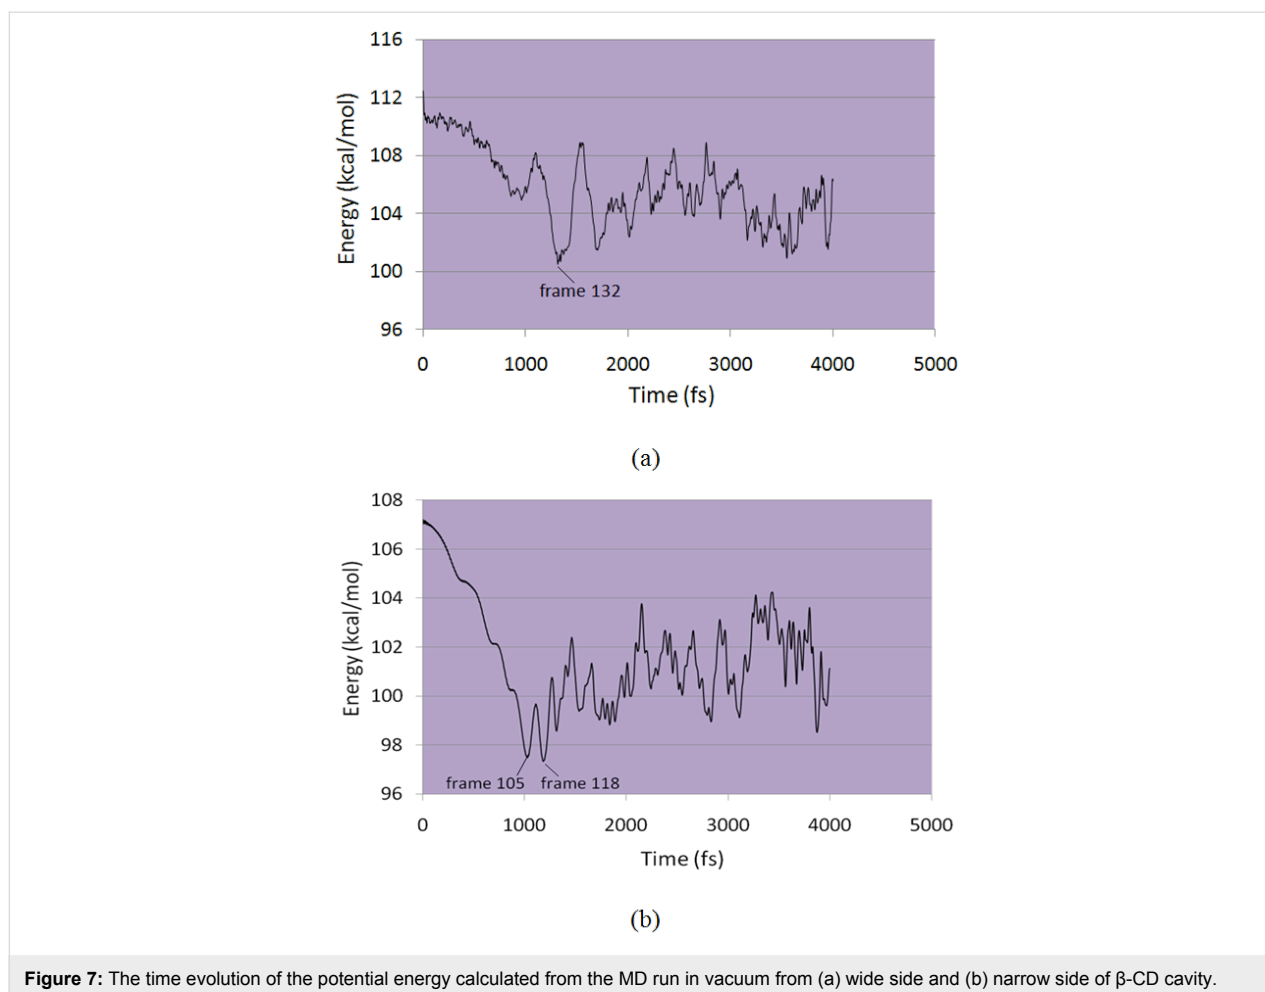 116
112
108
104
100
96
Energy (kcal/mol)
frame 132
0 1000 2000 3000 4000 5000
Time (fs)
(a)
108
106
104
102
100
98
96
Energy (kcal/mol)
frame 105 frame 118
0 1000 2000 3000 4000 5000
Time (fs)
(b)
Figure 7: The time evolution of the potential energy calculated from the MD run in vacuum from (a) wide side and (b) narrow side of β-CD cavity.